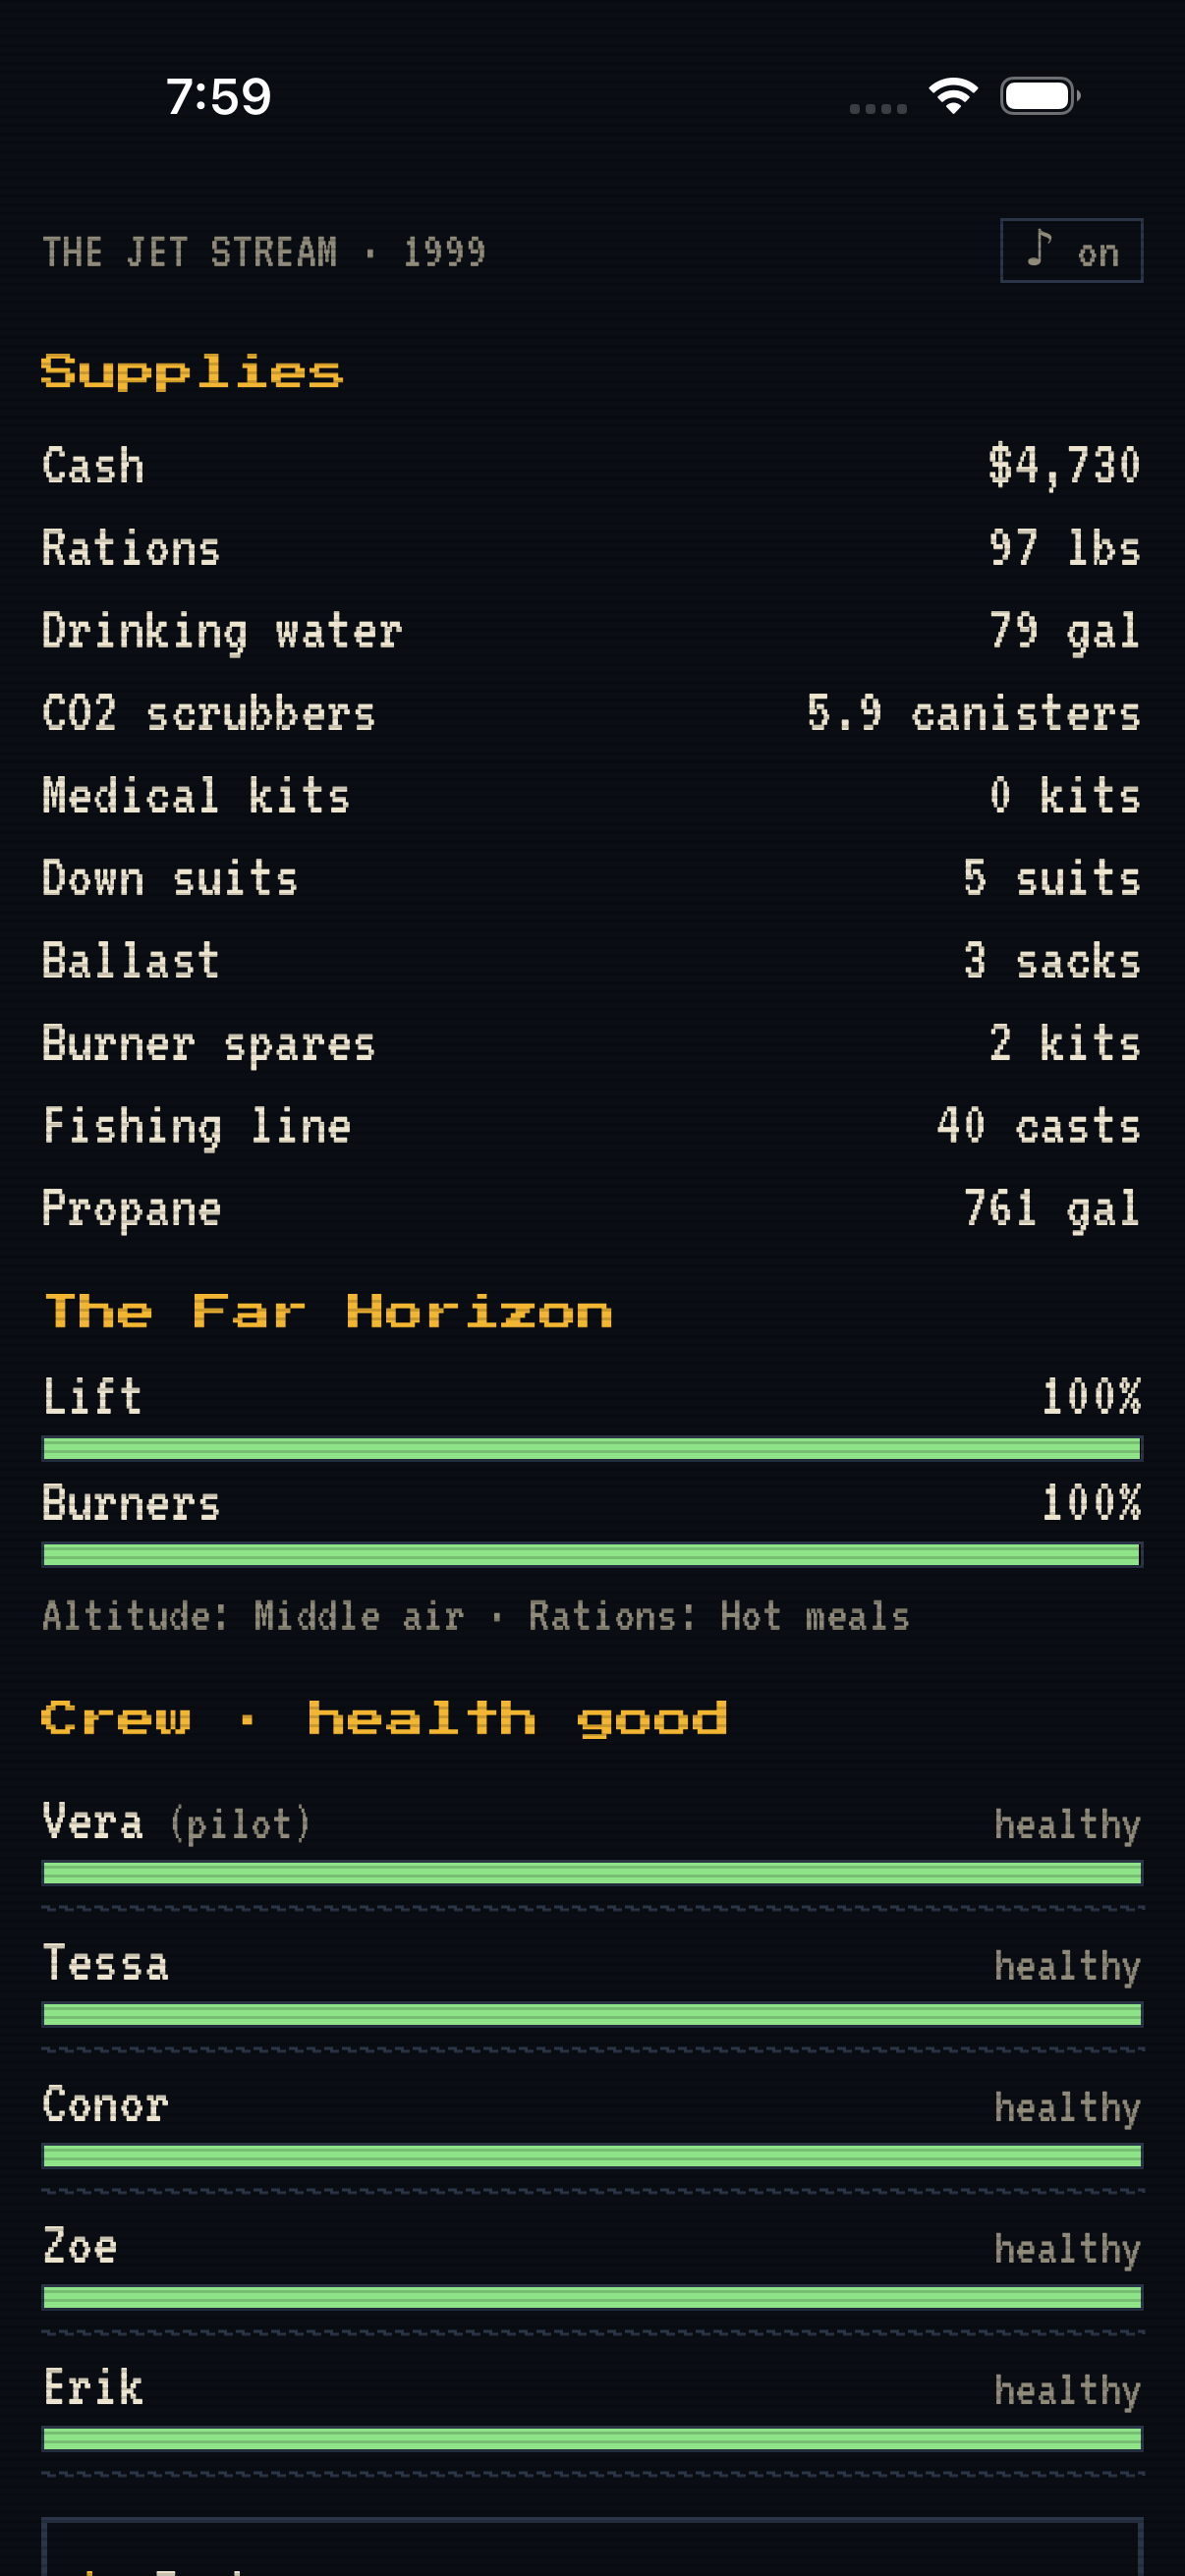 7:59
THE JET STREAM · 1999
♪ on
Supplies
Cash $4,730
Rations 97 lbs
Drinking water 79 gal
CO2 scrubbers 5.9 canisters
Medical kits 0 kits
Down suits 5 suits
Ballast 3 sacks
Burner spares 2 kits
Fishing line 40 casts
Propane 761 gal
The Far Horizon
Lift 100%
Burners 100%
Altitude: Middle air · Rations: Hot meals
Crew · health good
Vera (pilot) healthy
Tessa healthy
Conor healthy
Zoe healthy
Erik healthy